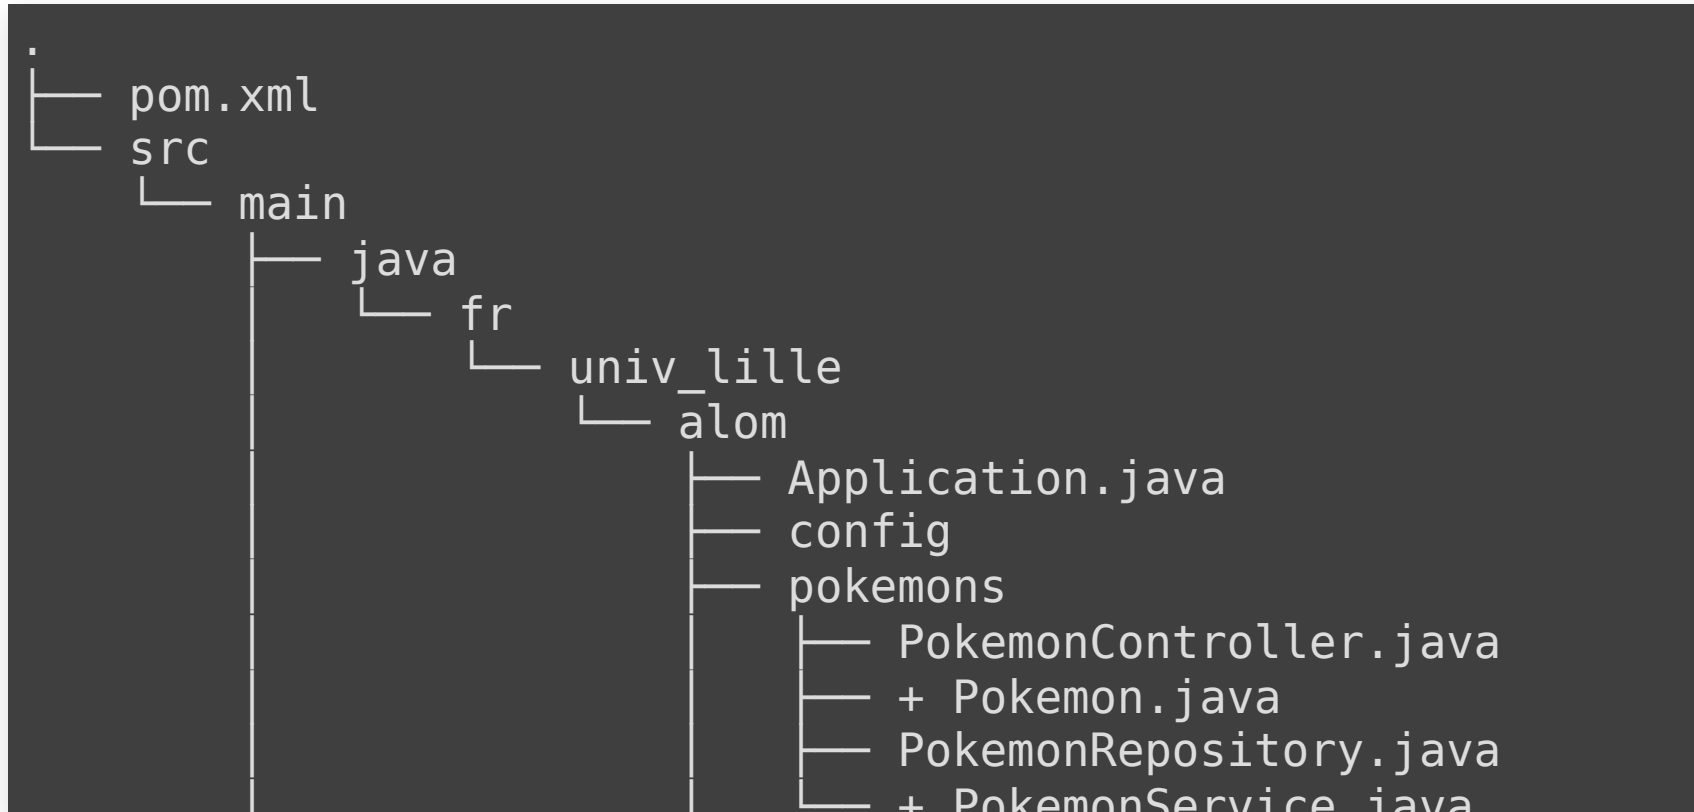 .
├── pom.xml
└── src
    └── main
        ├── java
        │   └── fr
        │       └── univ_lille
        │           └── alom
        │               ├── Application.java
        │               ├── config
        │               ├── pokemons
        │               │   ├── PokemonController.java
        │               │   ├── + Pokemon.java
        │               │   ├── PokemonRepository.java
        │               │   └── + PokemonService.java